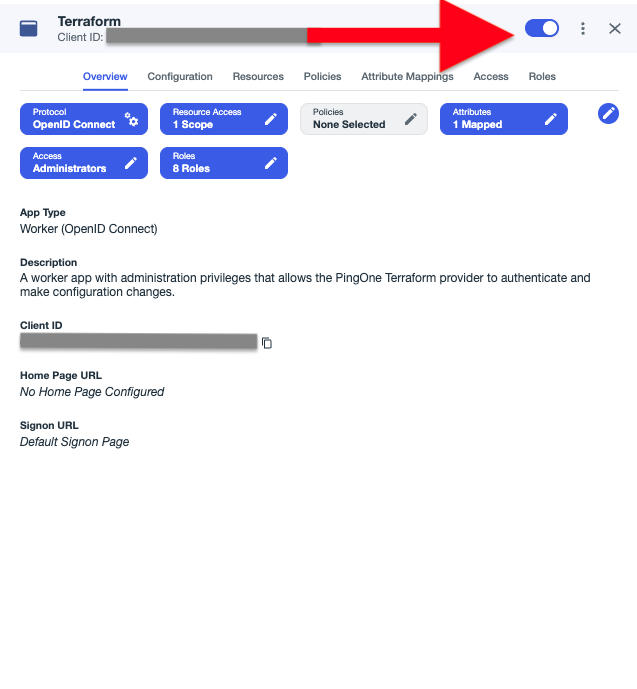 Terraform
Client ID:
Overview Configuration Resources Policies Attribute Mappings Access Roles
Protocol
OpenID Connect
Resource Access
1 Scope
Policies
None Selected
Attributes
1 Mapped
Access
Administrators
Roles
8 Roles
App Type
Worker (OpenID Connect)
Description
A worker app with administration privileges that allows the PingOne Terraform provider to authenticate and
make configuration changes.
Client ID
Home Page URL
No Home Page Configured
Signon URL
Default Signon Page